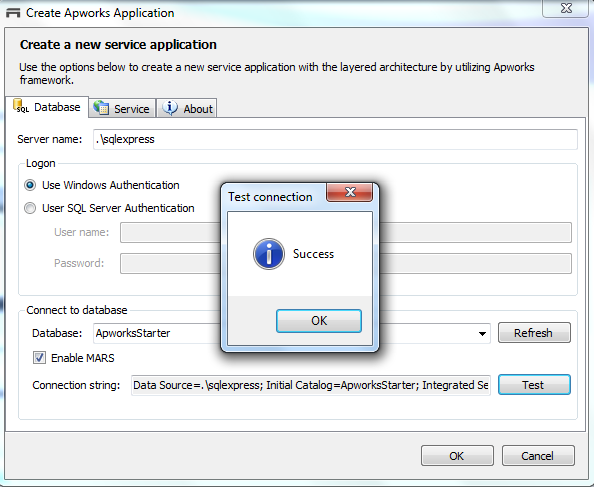 Create Apworks Application
Create a new service application
Use the options below to create a new service application with the layered architecture by utilizing Apworks
framework.
SQL Database Service About
Server name: .\sqlexpress
Logon
Use Windows Authentication
User SQL Server Authentication
User name:
Password:
Test connection
Success
OK
Connect to database
Database: ApworksStarter Refresh
Enable MARS
Connection string: Data Source=.\sqlexpress; Initial Catalog=ApworksStarter; Integrated Se Test
OK Cancel